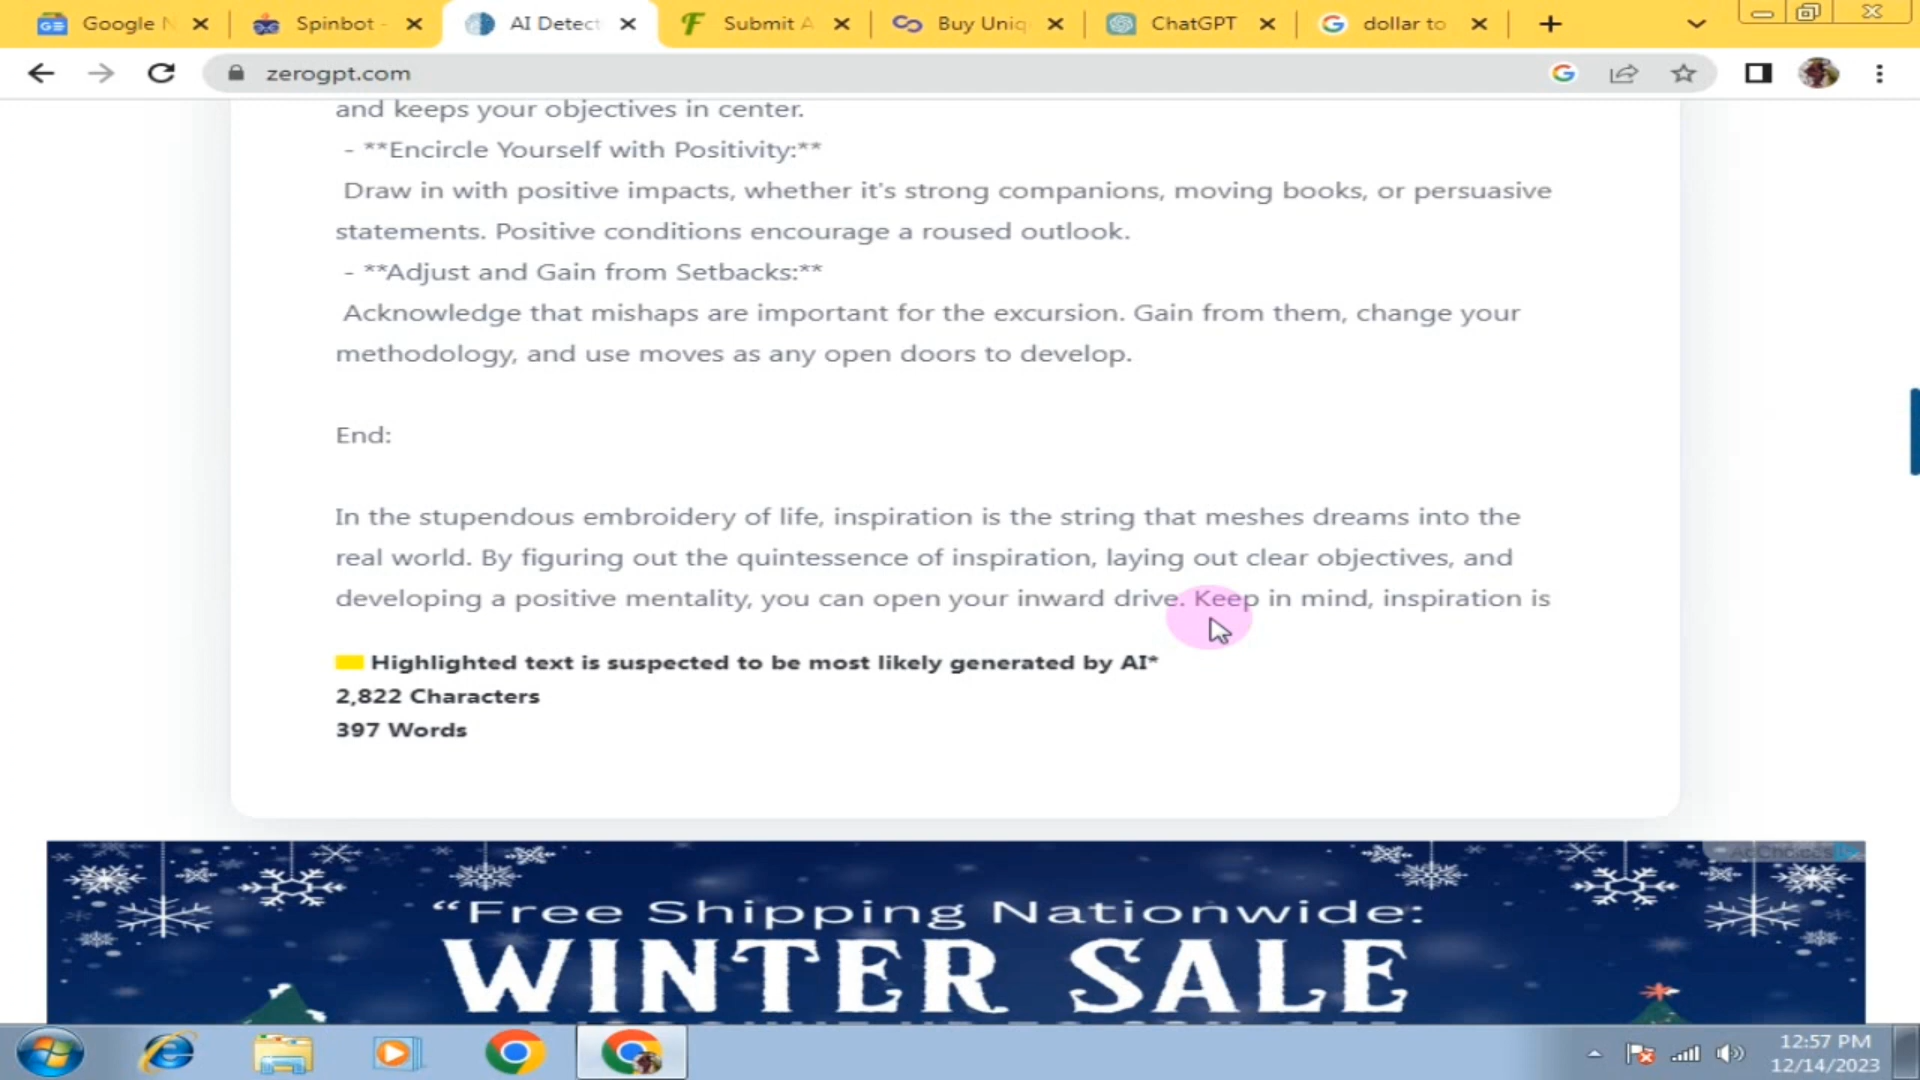 Google N
Spinbot -
AI Detect
Submit A
Buy Uniq
ChatGPT
dollar to
zerogpt.com
and keeps your objectives in center.
- **Encircle Yourself with Positivity:**
Draw in with positive impacts, whether it's strong companions, moving books, or persuasive
statements. Positive conditions encourage a roused outlook.
- **Adjust and Gain from Setbacks:**
Acknowledge that mishaps are important for the excursion. Gain from them, change your
methodology, and use moves as any open doors to develop.
End:
In the stupendous embroidery of life, inspiration is the string that meshes dreams into the
real world. By figuring out the quintessence of inspiration, laying out clear objectives, and
developing a positive mentality, you can open your inward drive. Keep in mind, inspiration is
Highlighted text is suspected to be most likely generated by AI*
2,822 Characters
397 Words
AdChoices
“Free Shipping Nationwide:
WINTER SALE
12:57 PM
12/14/2023